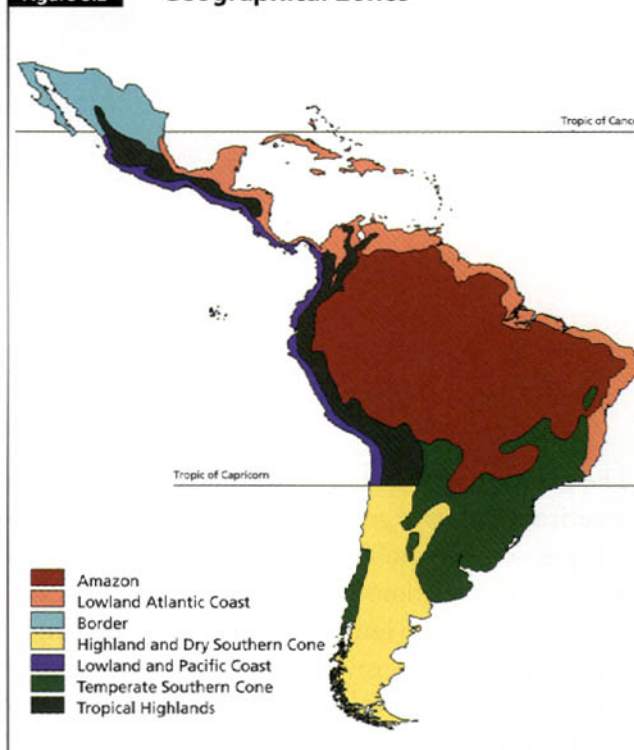 Geographical Zones
Tropic of Cance
Tropic of Capricorn
Amazon
Lowland Atlantic Coast
Border
Highland and Dry Southern Cone
Lowland and Pacific Coast
Temperate Southern Cone
Tropical Highlands